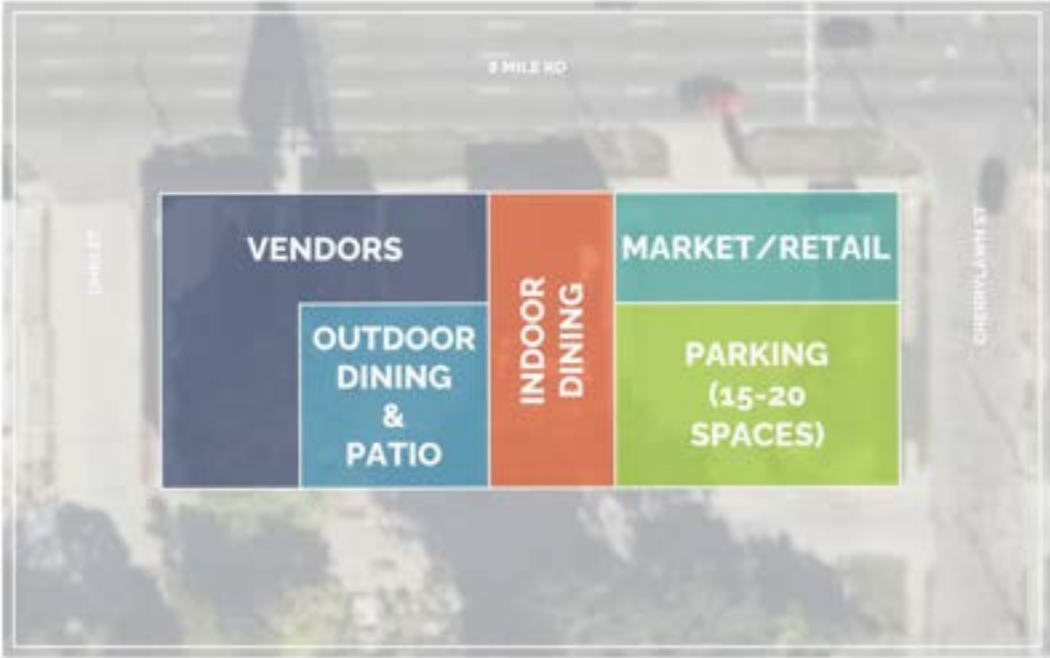 8 MILE RD
VENDORS
OUTDOOR
DINING
&
PATIO
INDOOR
DINING
MARKET/RETAIL
PARKING
(15-20
SPACES)
CHERRYLAWN ST